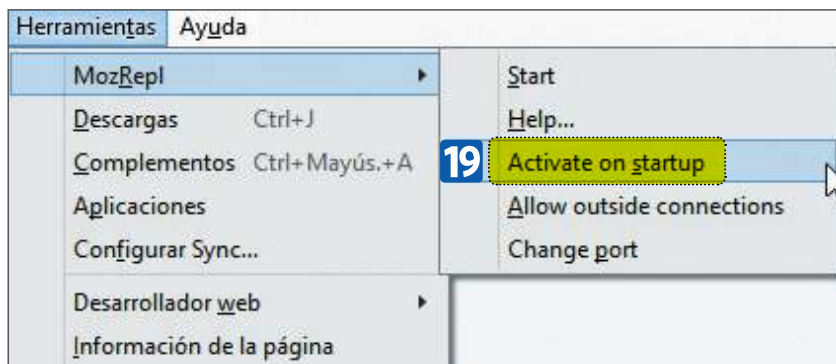 Herramientas Ayuda
MozRepl
Descargas Ctrl+J
Complementos Ctrl+Mayús.+A
Aplicaciones
Configurar Sync...
Desarrollador web
Información de la página
Start
Help...
19 Activate on startup
Allow outside connections
Change port